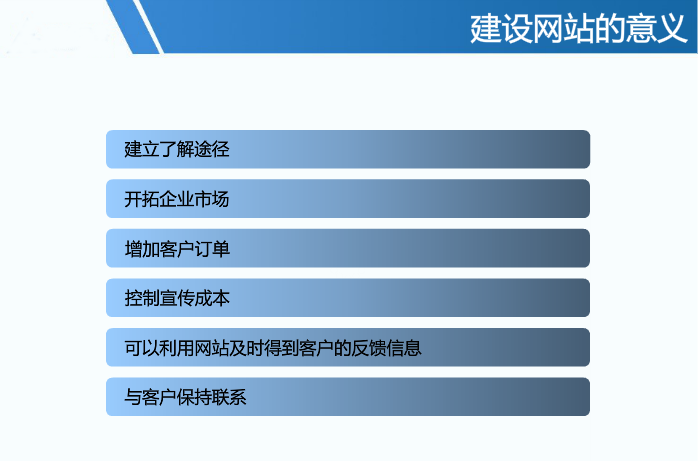 建设网站的意义
建立了解途径
开拓企业市场
增加客户订单
控制宣传成本
可以利用网站及时得到客户的反馈信息
与客户保持联系